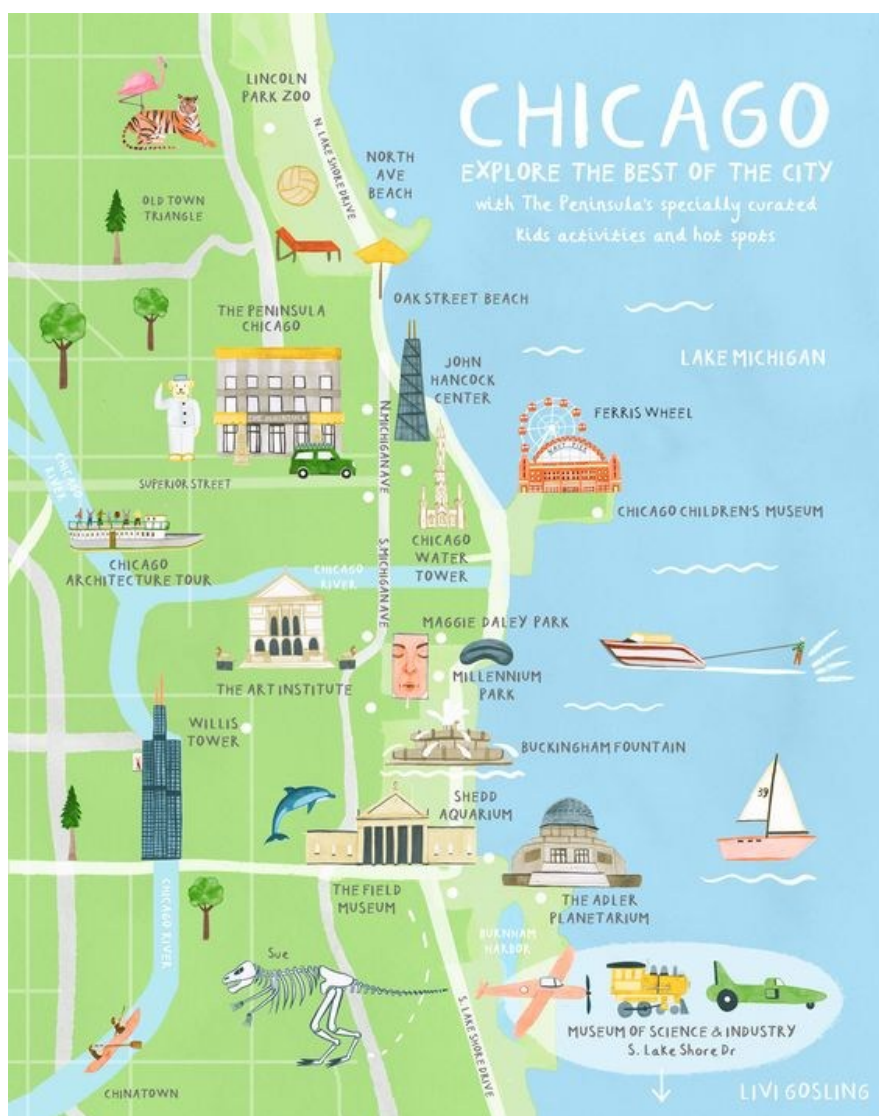 CHICAGO
EXPLORE THE BEST OF THE CITY
with The Peninsula's specially curated
kids activities and hot spots
LINCOLN
PARK ZOO
N. LAKE SHORE DRIVE
NORTH
AVE
BEACH
OLD TOWN
TRIANGLE
OAK STREET BEACH
THE PENINSULA
CHICAGO
LAKE MICHIGAN
JOHN
HANCOCK
CENTER
THE PENINSULA
N. MICHIGAN AVE
FERRIS WHEEL
NAVY PIER
CHICAGO
RIVER
SUPERIOR STREET
CHICAGO CHILDREN'S MUSEUM
CHICAGO
ARCHITECTURE TOUR
CHICAGO
WATER
TOWER
CHICAGO
RIVER
S. MICHIGAN AVE
MAGGIE DALEY PARK
THE ART INSTITUTE
MILLENNIUM
PARK
WILLIS
TOWER
BUCKINGHAM FOUNTAIN
39
SHEDD
AQUARIUM
THE FIELD
MUSEUM
THE ADLER
PLANETARIUM
CHICAGO RIVER
BURNHAM
HARBOR
Sue
S. LAKE SHORE DRIVE
MUSEUM OF SCIENCE & INDUSTRY
S. Lake Shore Dr
CHINATOWN
LIVI GOSLING